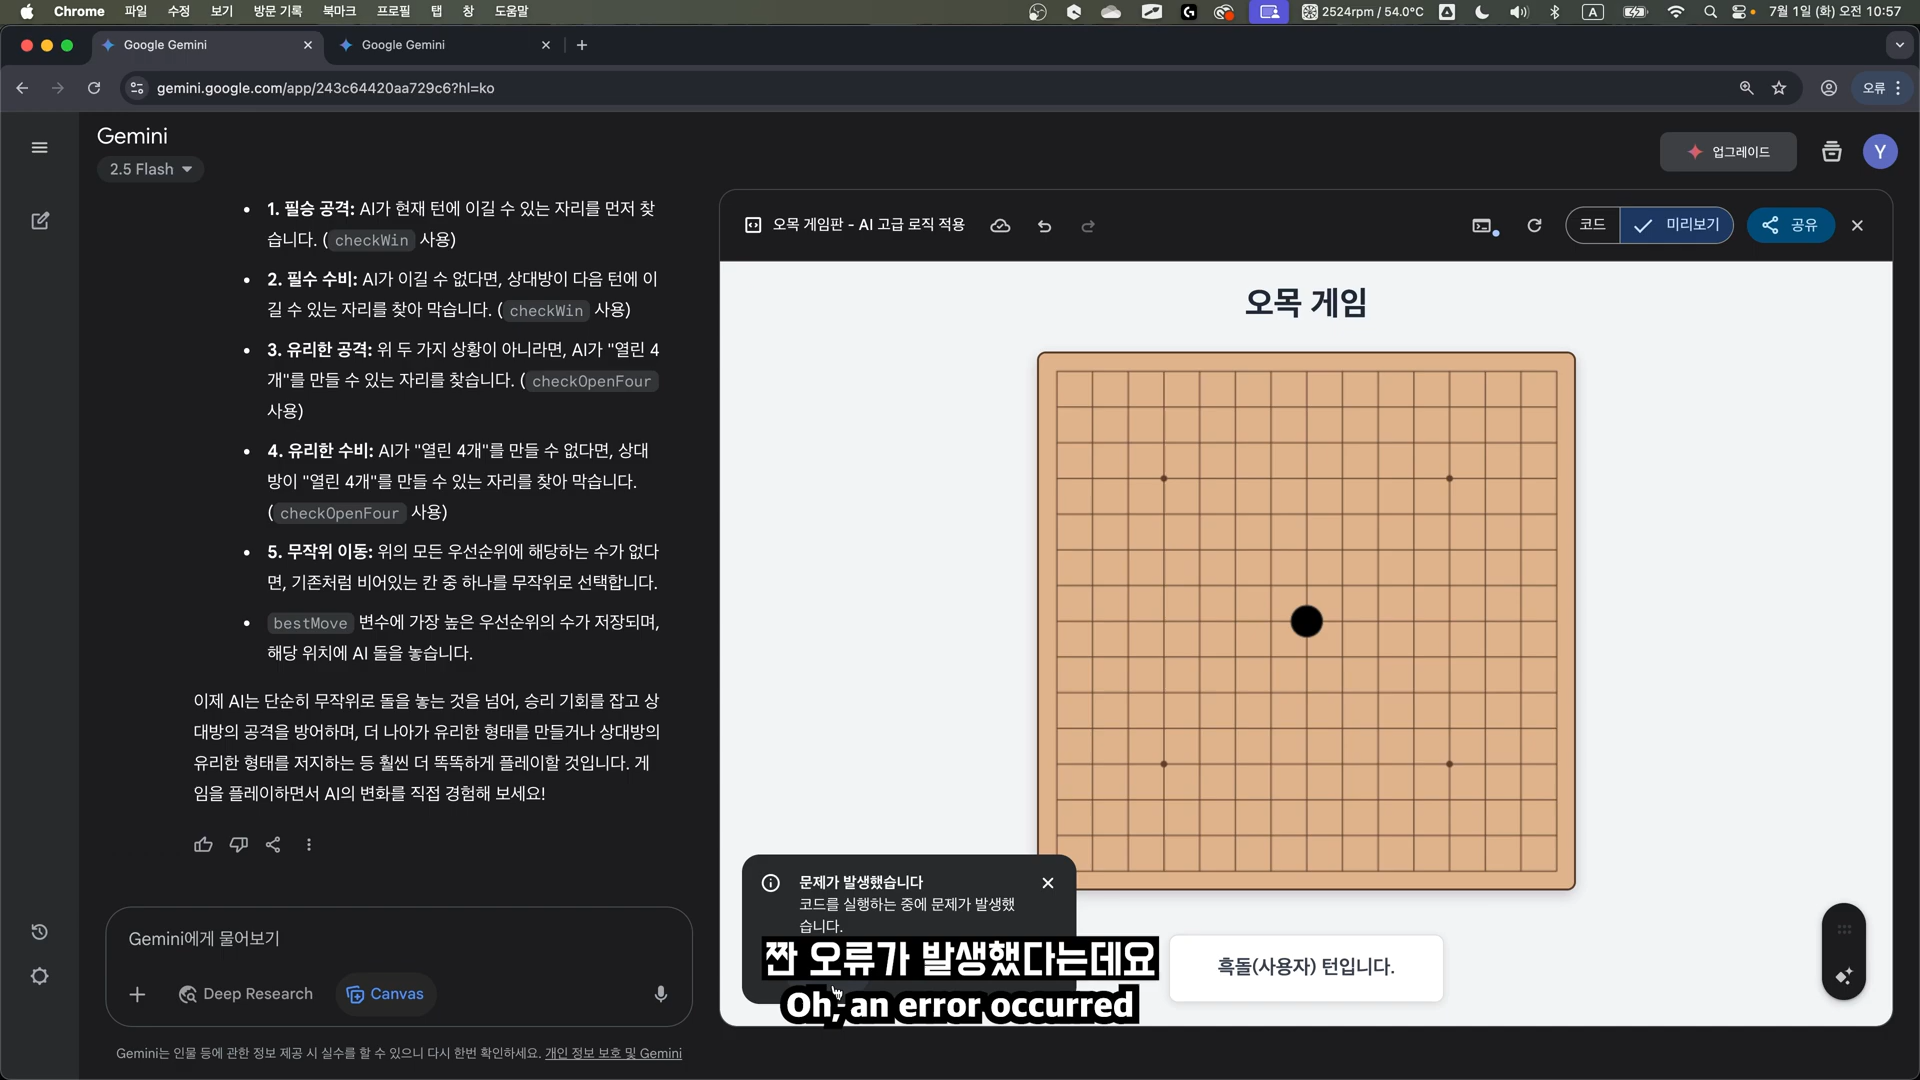 Chrome 파일 수정 보기 방문 기록 북마크 프로필 탭 창 도움말
2524rpm / 54.0°C A 7월 1일 (화) 오전 10:57
Google Gemini
Google Gemini
gemini.google.com/app/243c64420aa729c6?hl=ko
오류
Gemini
2.5 Flash
업그레이드
Y
1. 필승 공격: AI가 현재 턴에 이길 수 있는 자리를 먼저 찾
습니다. (checkWin 사용)
2. 필수 수비: AI가 이길 수 없다면, 상대방이 다음 턴에 이
길 수 있는 자리를 찾아 막습니다. (checkWin 사용)
3. 유리한 공격: 위 두 가지 상황이 아니라면, AI가 "열린 4
개"를 만들 수 있는 자리를 찾습니다. (checkOpenFour
사용)
4. 유리한 수비: AI가 "열린 4개"를 만들 수 없다면, 상대
방이 "열린 4개"를 만들 수 있는 자리를 찾아 막습니다.
(checkOpenFour 사용)
5. 무작위 이동: 위의 모든 우선순위에 해당하는 수가 없다
면, 기존처럼 비어있는 칸 중 하나를 무작위로 선택합니다.
bestMove 변수에 가장 높은 우선순위의 수가 저장되며,
해당 위치에 AI 돌을 놓습니다.
이제 AI는 단순히 무작위로 돌을 놓는 것을 넘어, 승리 기회를 잡고 상
대방의 공격을 방어하며, 더 나아가 유리한 형태를 만들거나 상대방의
유리한 형태를 저지하는 등 훨씬 더 똑똑하게 플레이할 것입니다. 게
임을 플레이하면서 AI의 변화를 직접 경험해 보세요!
Gemini에게 물어보기
Deep Research
Canvas
Gemini는 인물 등에 관한 정보 제공 시 실수를 할 수 있으니 다시 한번 확인하세요. 개인 정보 보호 및 Gemini
오목 게임판 - AI 고급 로직 적용
코드
미리보기
공유
오목 게임
문제가 발생했습니다
코드를 실행하는 중에 문제가 발생했
습니다.
흑돌(사용자) 턴입니다.
짠 오류가 발생했다는데요
Oh, an error occurred